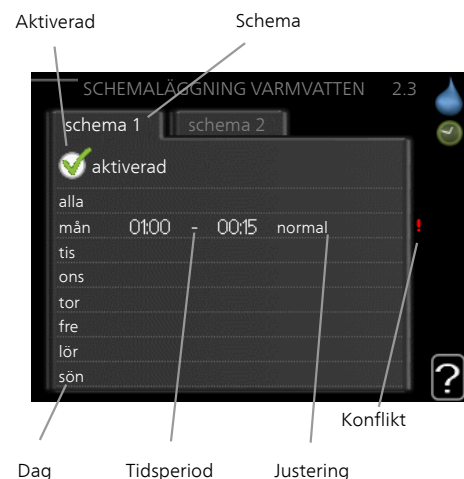 Aktiverad Schema
SCHEMALÄGGNING VARMVATTEN 2.3
schema 1 schema 2
aktiverad
alla
mån 01:00 - 00:15 normal !
tis
ons
tor
fre
lör
sön
?
Konflikt
Dag Tidsperiod Justering